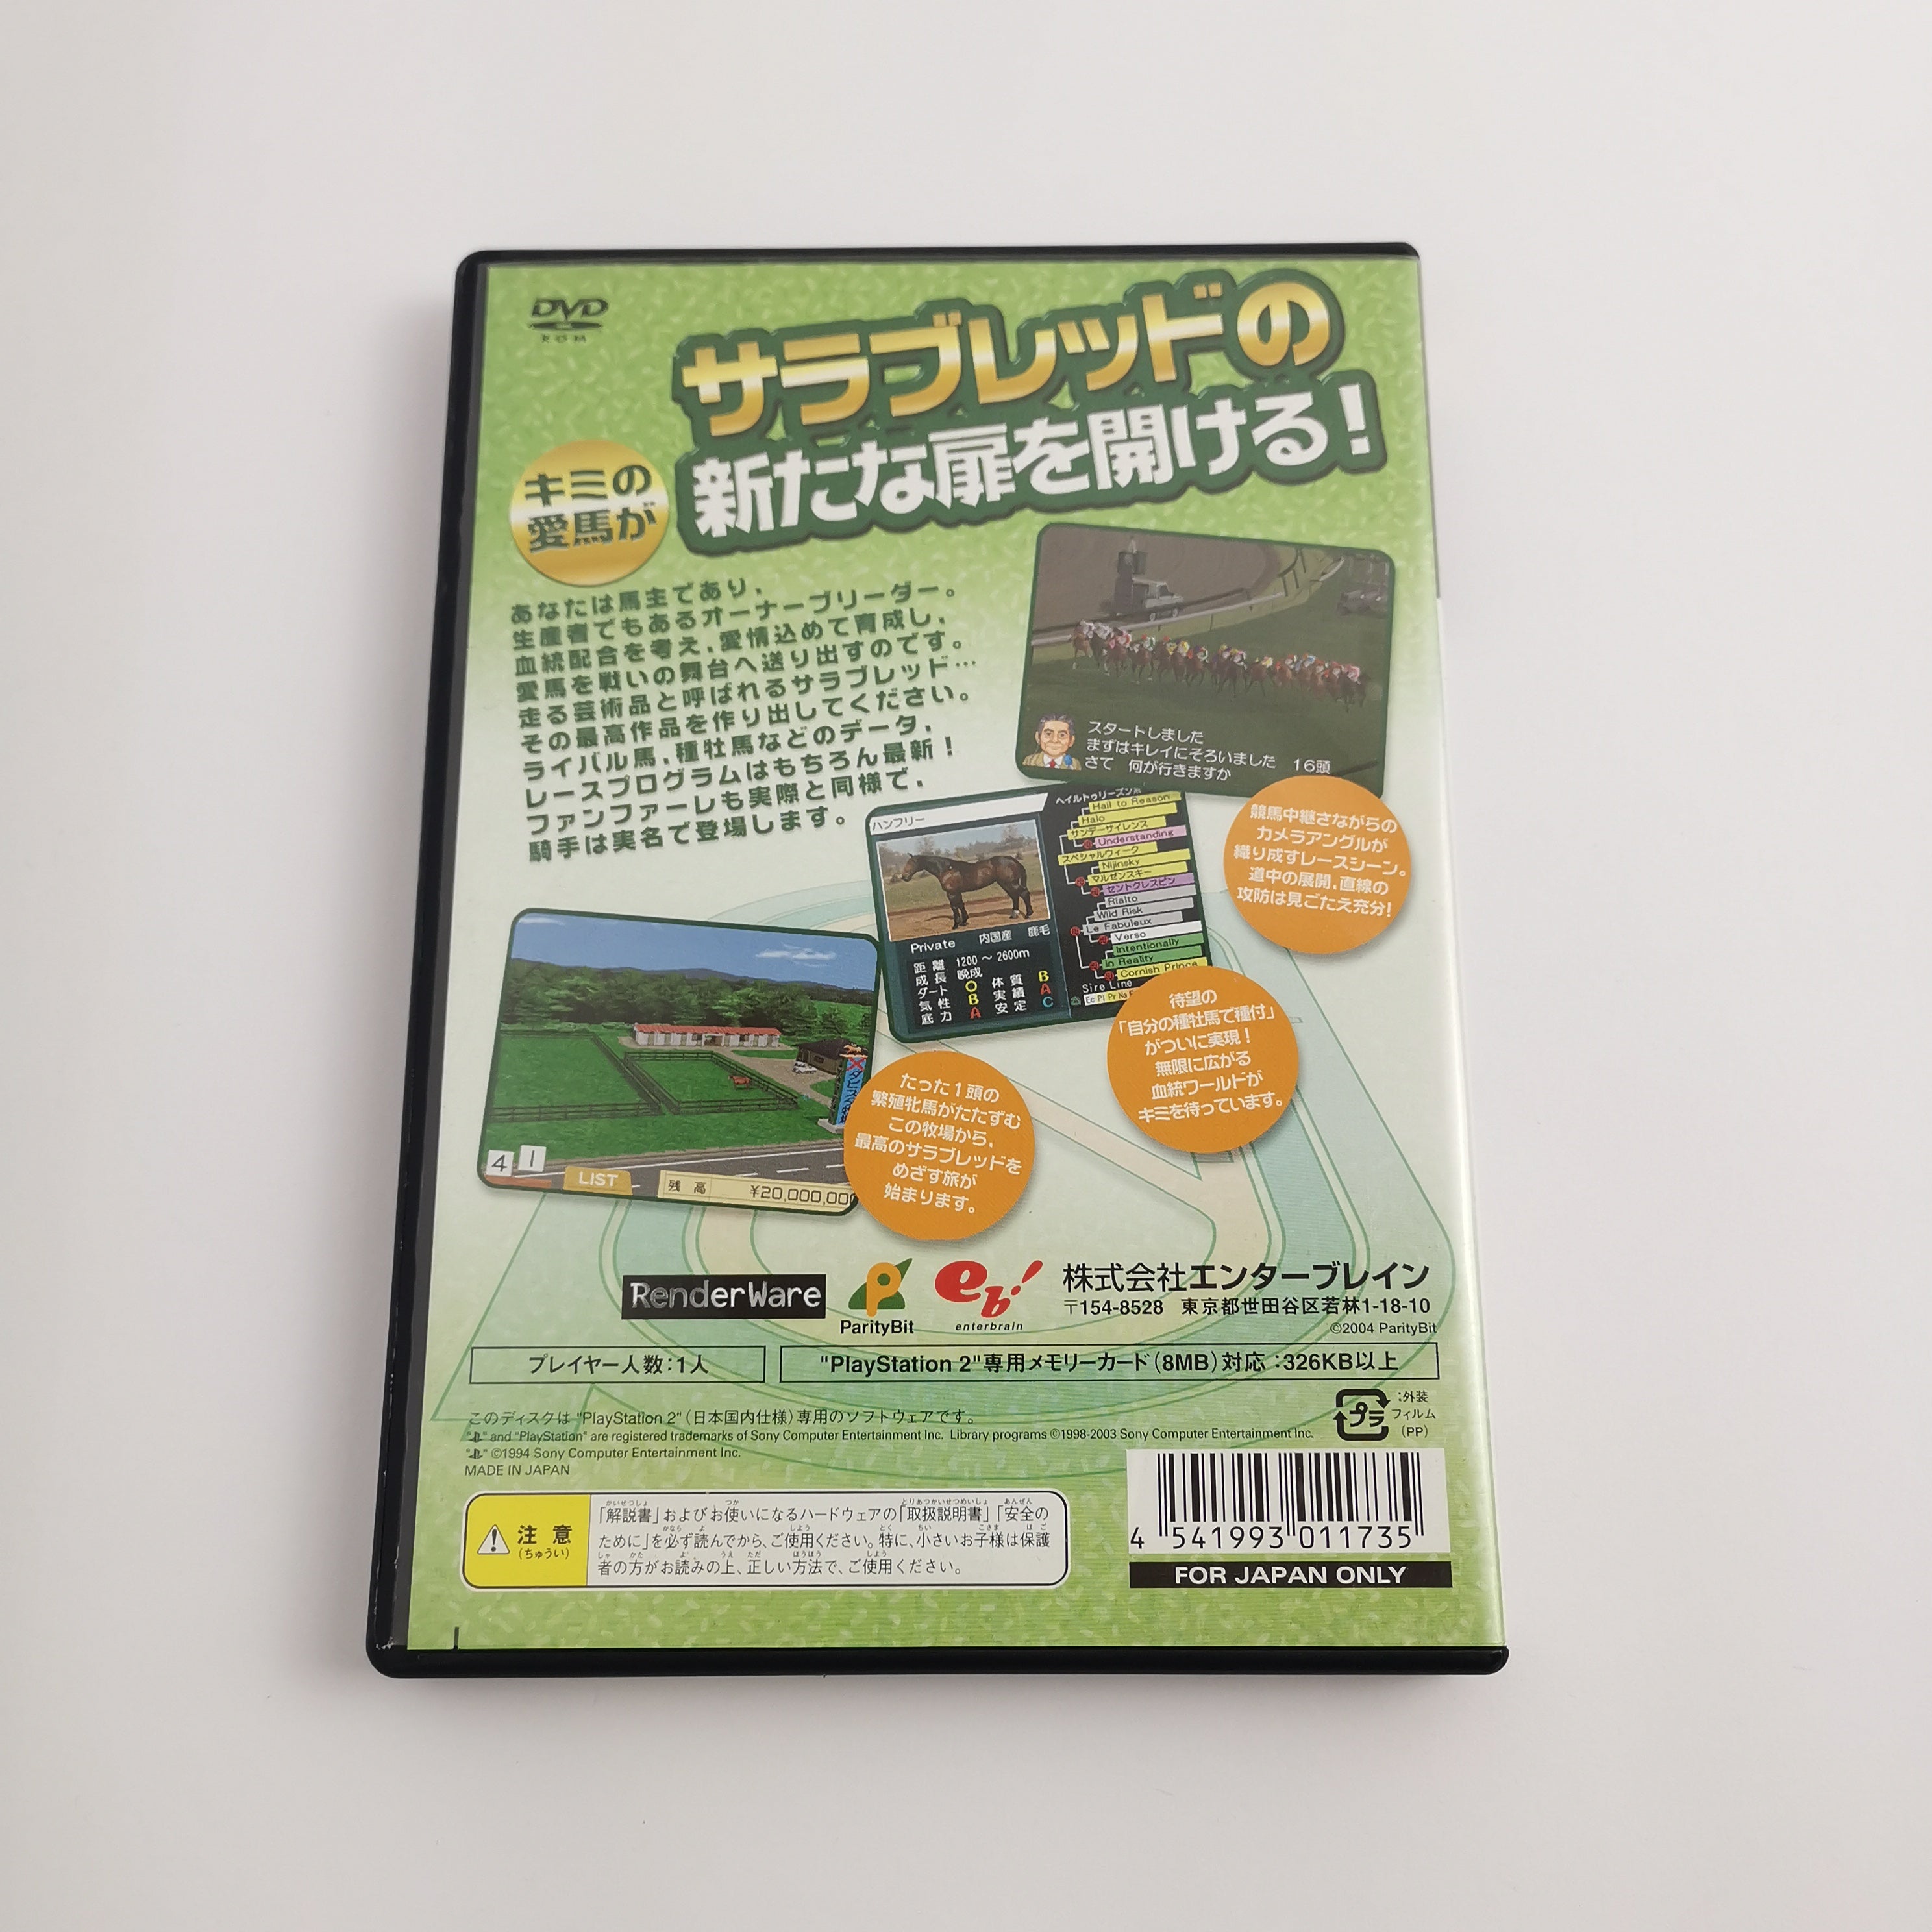 DVD
ROM
サラブレッドの
キミの
愛馬が
新たな扉を開ける!
あなたは馬主であり、
生産者でもあるオーナーブリーダー。
血統配合を考え、愛情込めて育成し、
愛馬を戦いの舞台へ送り出すのです。
走る芸術品と呼ばれるサラブレッド…
その最高作品を作り出してください。
ライバル馬、種牡馬などのデータ、
レースプログラムはもちろん最新!
ファンファーレも実際と同様で、
騎手は実名で登場します。
スタートしました
まずはキレイにそろいました 16頭
さて 何が行きますか
競馬中継さながらの
カメラアングルが
織り成すレースシーン。
道中の展開、直線の
攻防は見ごたえ充分!
ハンフリー
Private 内国産 鹿毛
距離 1200 ~ 2600m
成長 晩成
ダート O 体質 B
気性 B 実績 A
底力 A 安定 C
ヘイルトゥリーズン系
Hail to Reason
Halo
サンデーサイレンス
Understanding
スペシャルウィーク
Nijinsky
マルゼンスキー
セントクレスピン
Rialto
Wild Risk
Le Fabuleux
Verso
Intentionally
In Reality
Cornish Prince
Sire Line
待望の
「自分の種牡馬で種付」
がついに実現!
無限に広がる
血統ワールドが
キミを待っています。
4 1
LIST
残高 ¥20,000,000
たった1頭の
繁殖牝馬がたたずむ
この牧場から、
最高のサラブレッドを
めざす旅が
始まります。
RenderWare
ParityBit
eb!
enterbrain
株式会社エンターブレイン
〒154-8528 東京都世田谷区若林1-18-10
©2004 ParityBit
プレイヤー人数:1人
"PlayStation 2"専用メモリーカード(8MB)対応:326KB以上
このディスクは "PlayStation 2"(日本国内仕様)専用のソフトウェアです。
" " and "PlayStation" are registered trademarks of Sony Computer Entertainment Inc. Library programs ©1998-2003 Sony Computer Entertainment Inc.
" " ©1994 Sony Computer Entertainment Inc.
MADE IN JAPAN
プラ
:外装
フィルム
(PP)
注意
(ちゅうい)
「解説書」およびお使いになるハードウェアの「取扱説明書」「安全の
ために」を必ず読んでから、ご使用ください。特に、小さいお子様は保護
者の方がお読みの上、正しい方法で、ご使用ください。
4 541993 011735
FOR JAPAN ONLY